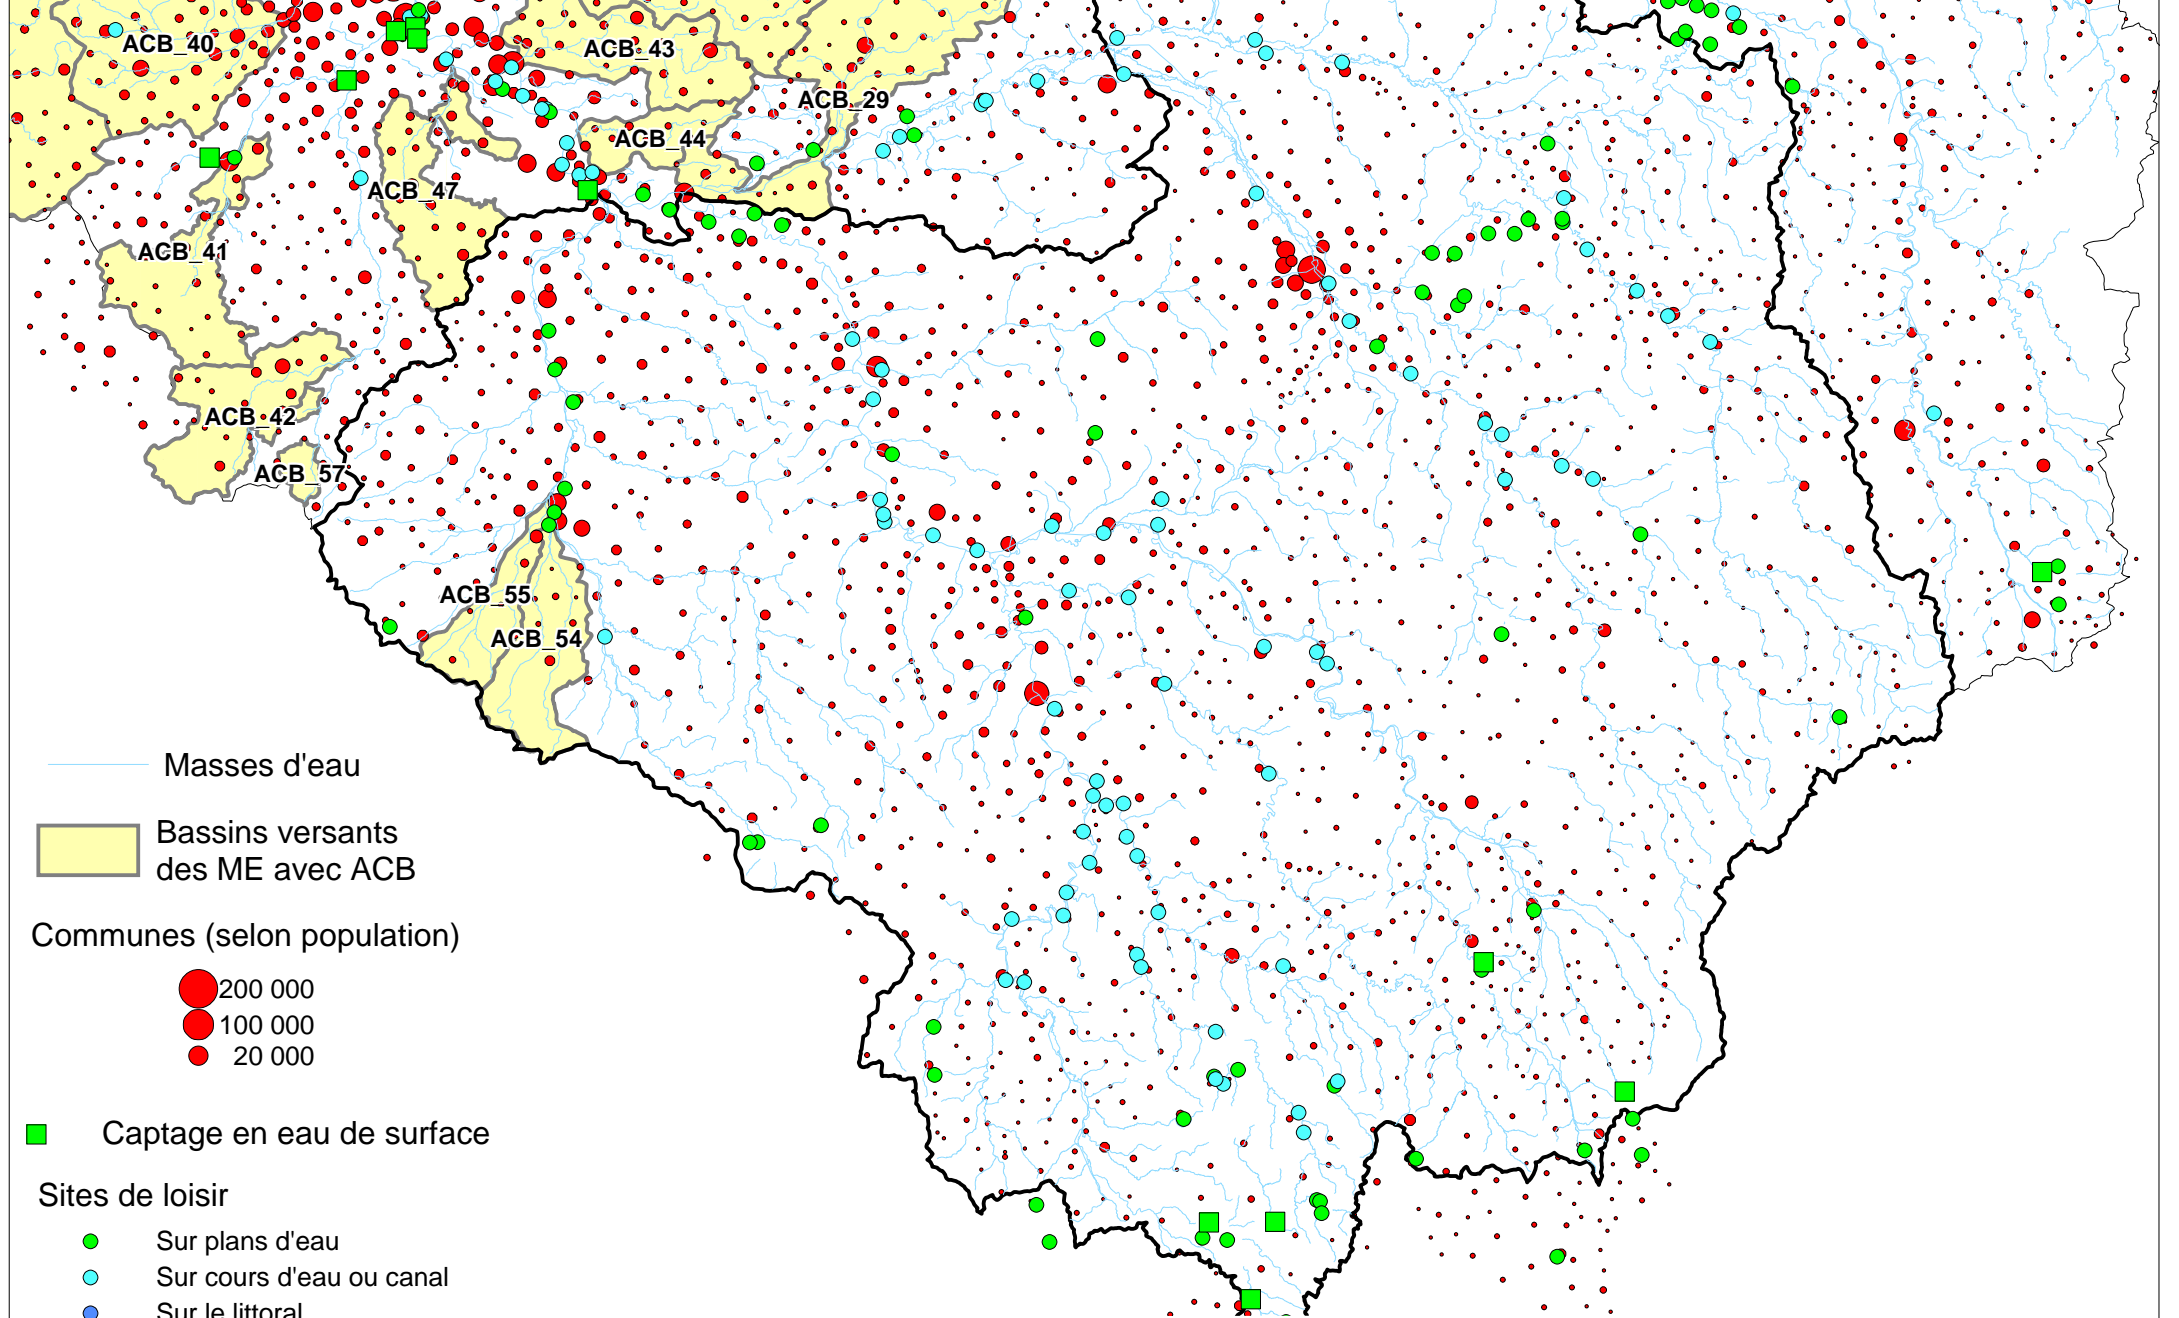 ACB_40
ACB_43
ACB_29
ACB_44
ACB_47
ACB_41
ACB_42
ACB_57
ACB_55
ACB_54
Masses d'eau
Bassins versants
des ME avec ACB
Communes (selon population)
200 000
100 000
20 000
Captage en eau de surface
Sites de loisir
Sur plans d'eau
Sur cours d'eau ou canal
Sur le littoral